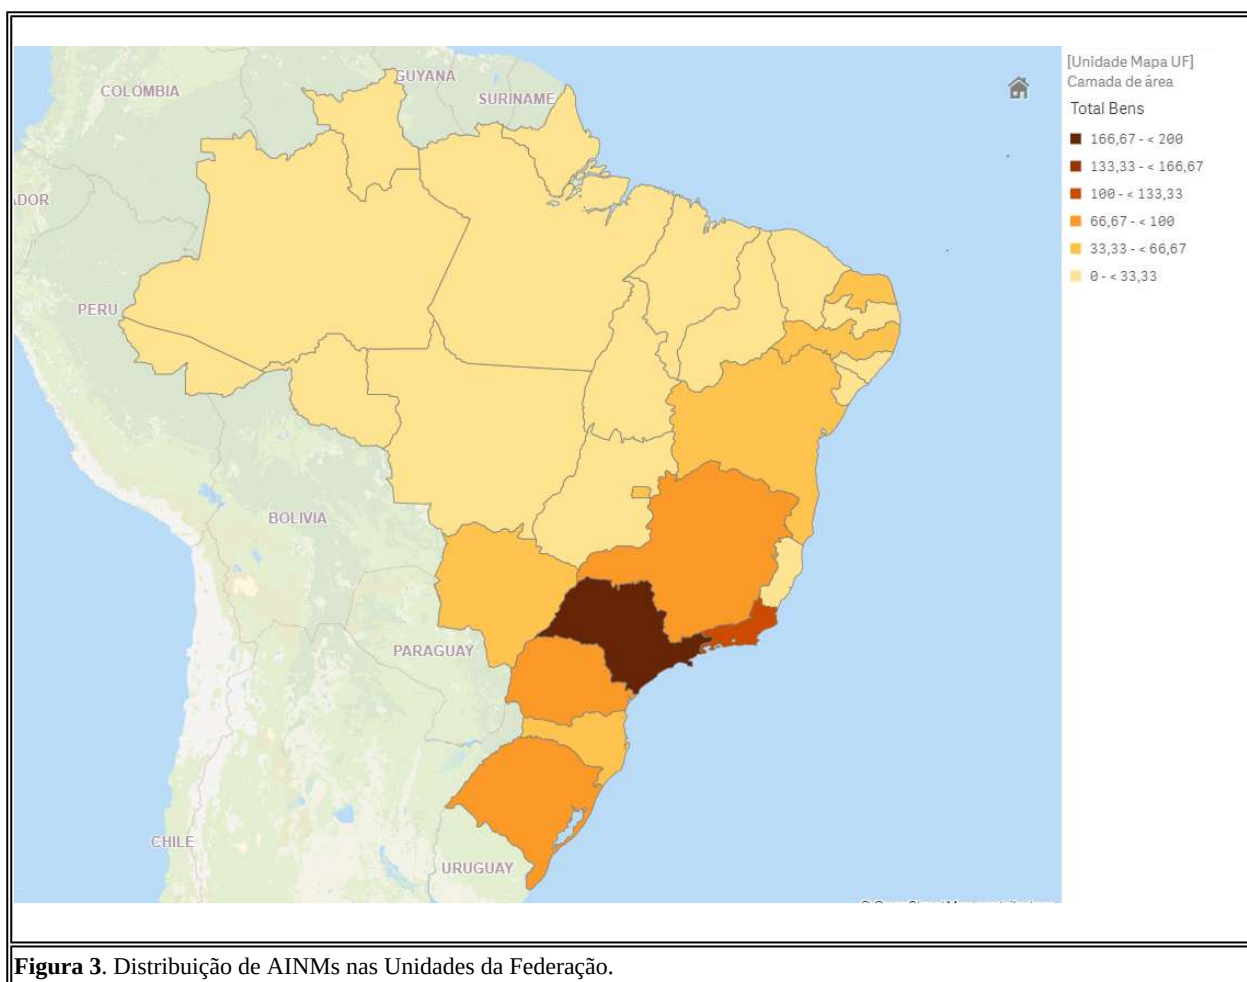 COLOMBIA
GUYANA
SURINAME
ADOR
PERU
BOLIVIA
PARAGUAY
CHILE
URUGUAY
[Unidade Mapa UF]
Camada de área
Total Bens
166,67 - < 200
133,33 - < 166,67
100 - < 133,33
66,67 - < 100
33,33 - < 66,67
0 - < 33,33
Figura 3. Distribuição de AINMs nas Unidades da Federação.